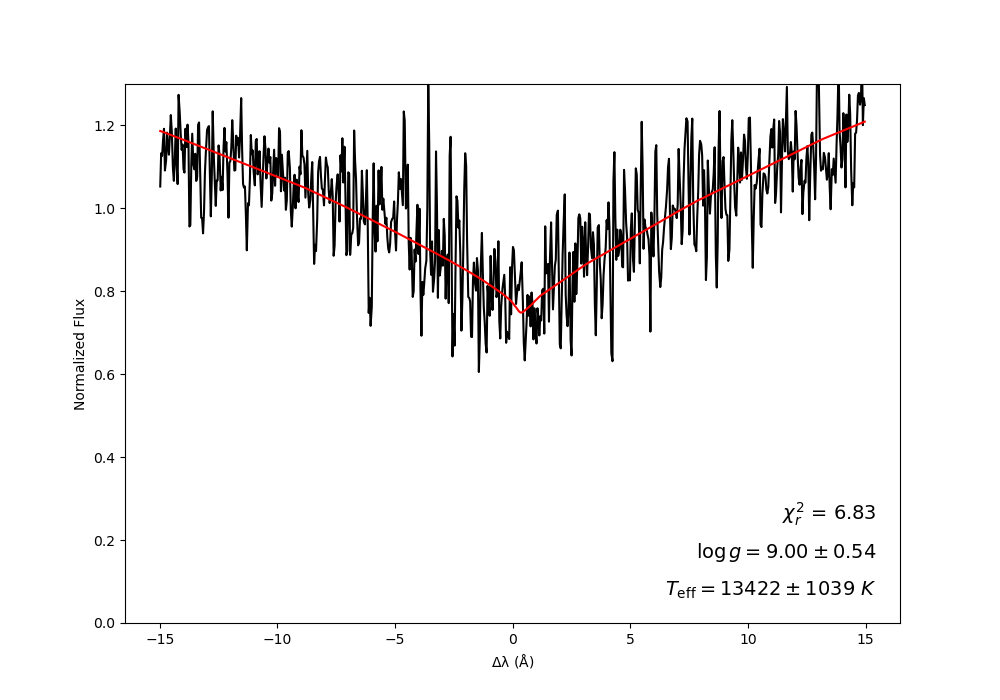 Normalized Flux
1.2
1.0
0.8
0.6
0.4
0.2
0.0
χ²ᵣ = 6.83
log g = 9.00 ± 0.54
T_eff = 13422 ± 1039 K
−15 −10 −5 0 5 10 15
Δλ (Å)